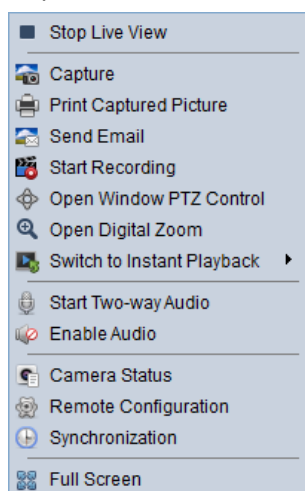 Stop Live View
Capture
Print Captured Picture
Send Email
Start Recording
Open Window PTZ Control
Open Digital Zoom
Switch to Instant Playback
Start Two-way Audio
Enable Audio
Camera Status
Remote Configuration
Synchronization
Full Screen